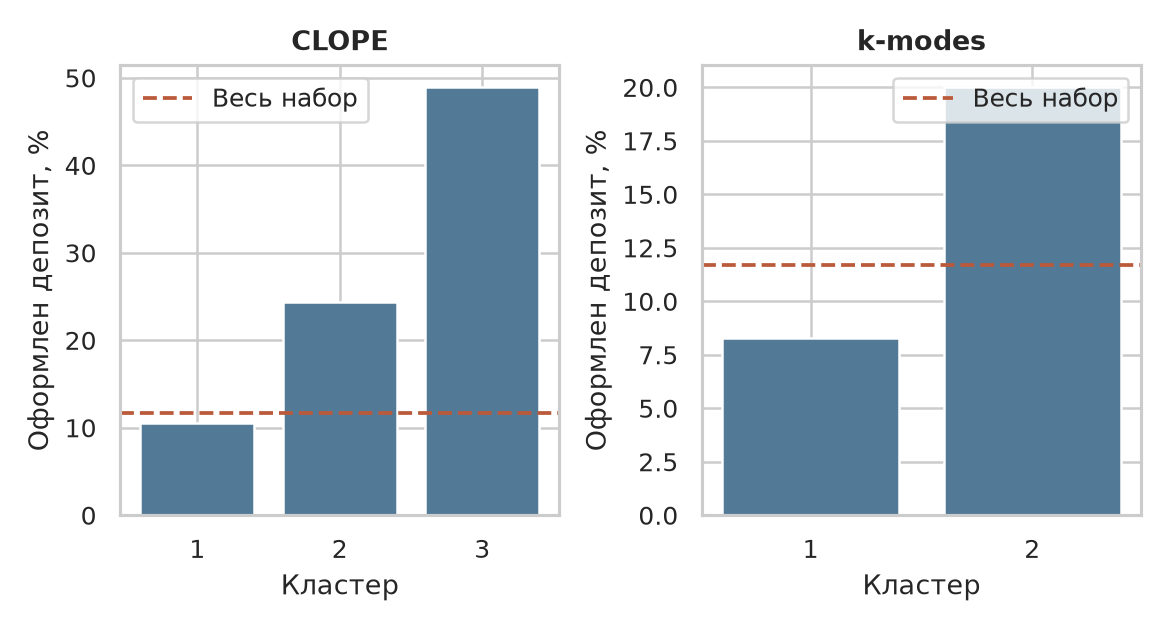 CLOPE
Оформлен депозит, %
50
40
30
20
10
0
Весь набор
1 2 3
Кластер
k-modes
Оформлен депозит, %
20.0
17.5
15.0
12.5
10.0
7.5
5.0
2.5
0.0
Весь набор
1 2
Кластер